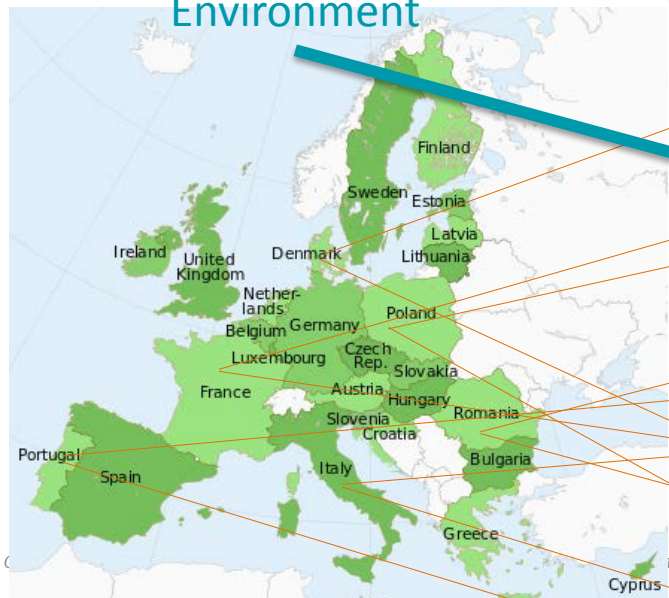 Environment
Finland
Sweden
Estonia
Latvia
Lithuania
Denmark
Ireland
United
Kingdom
Nether-
lands
Belgium
Germany
Poland
Luxembourg
Czech
Rep.
Slovakia
France
Austria
Hungary
Slovenia
Croatia
Romania
Portugal
Spain
Italy
Bulgaria
Greece
Cyprus